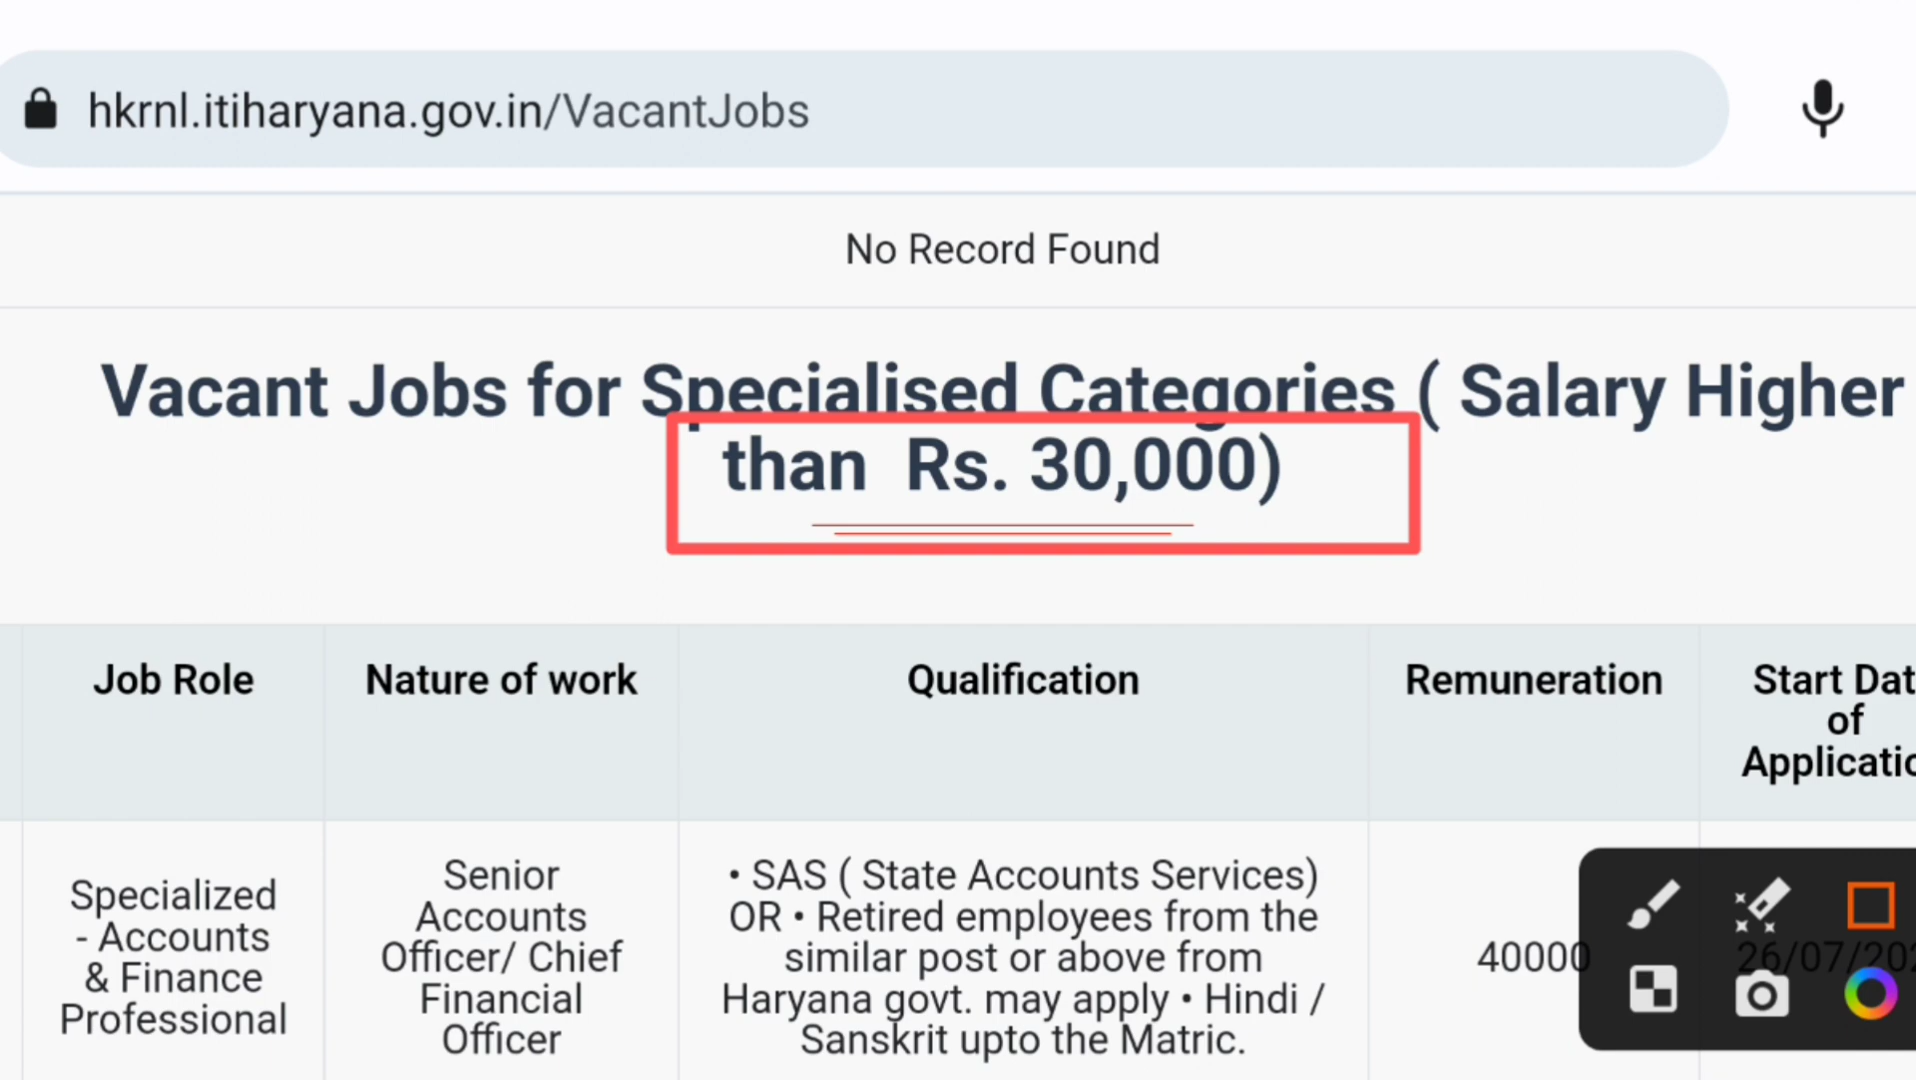 hkrnl.itiharyana.gov.in/VacantJobs
No Record Found
Vacant Jobs for Specialised Categories ( Salary Higher
than Rs. 30,000)
Job Role
Nature of work
Qualification
Remuneration
Start Dat
of
Applicatio
Specialized
- Accounts
& Finance
Professional
Senior
Accounts
Officer/ Chief
Financial
Officer
• SAS ( State Accounts Services)
OR • Retired employees from the
similar post or above from
Haryana govt. may apply • Hindi /
Sanskrit upto the Matric.
40000
26/07/202